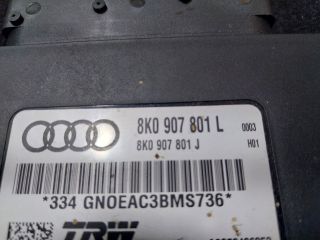 8K0 907 801 L 0003
8K0 907 801 J H01
*334 GNOEAC3BMS736*
TRW